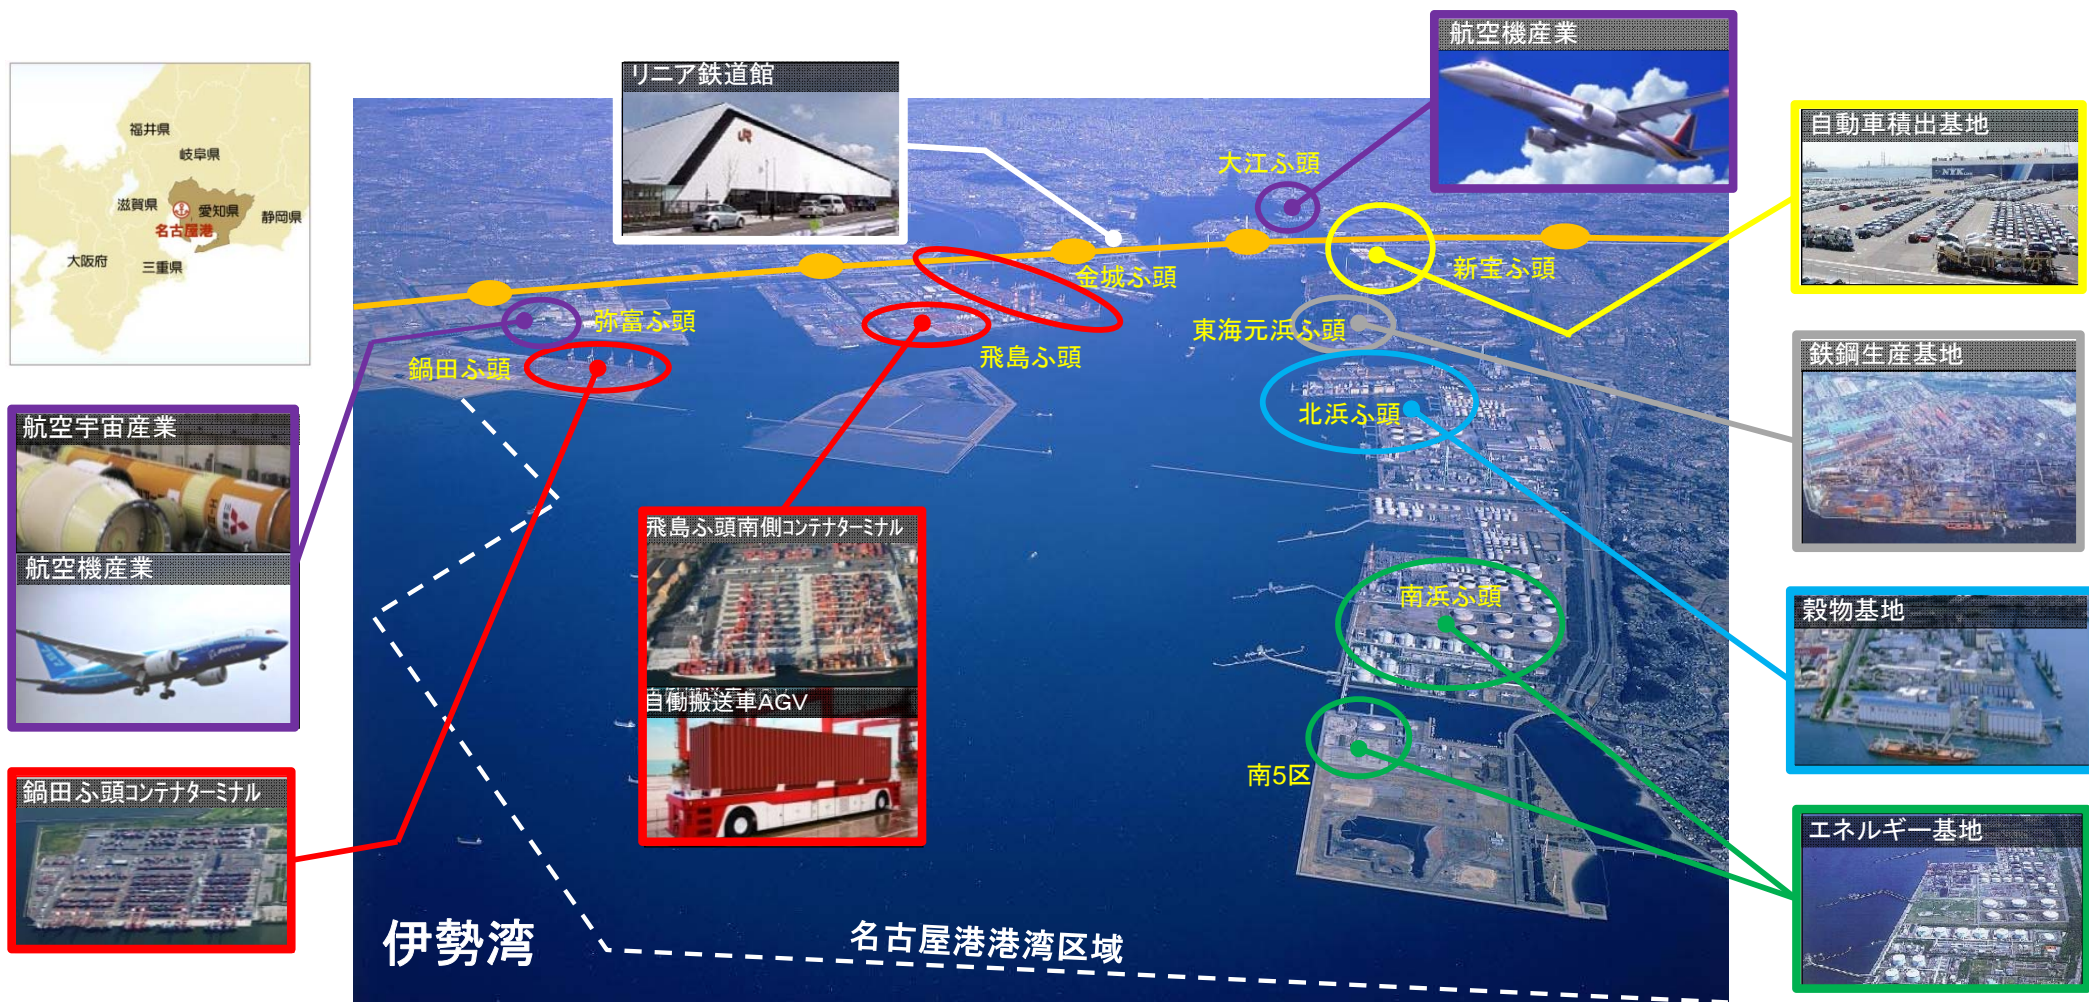 福井県
岐阜県
滋賀県
愛知県
静岡県
名古屋港
大阪府
三重県
リニア鉄道館
JR
航空機産業
自動車積出基地
NYK
大江ふ頭
新宝ふ頭
金城ふ頭
弥富ふ頭
東海元浜ふ頭
飛島ふ頭
鍋田ふ頭
北浜ふ頭
鉄鋼生産基地
航空宇宙産業
航空機産業
飛島ふ頭南側コンテナターミナル
自働搬送車AGV
南浜ふ頭
穀物基地
南5区
鍋田ふ頭コンテナターミナル
エネルギー基地
伊勢湾
名古屋港港湾区域